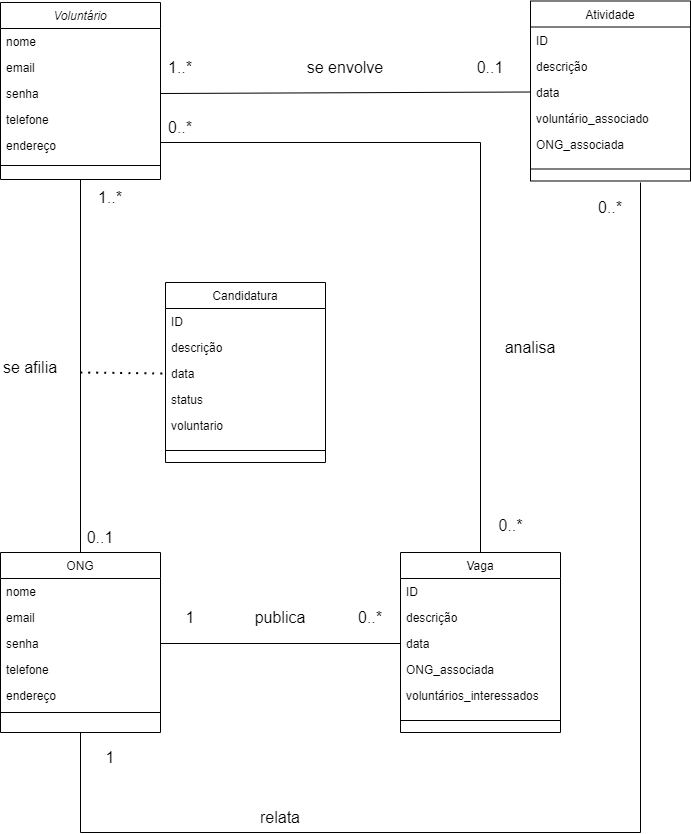 Voluntário
nome
email
senha
telefone
endereço
1..*
se envolve
0..1
0..*
1..*
Atividade
ID
descrição
data
voluntário_associado
ONG_associada
0..*
Candidatura
ID
descrição
data
status
voluntario
se afilia
analisa
0..1
0..*
ONG
nome
email
senha
telefone
endereço
1
publica
0..*
Vaga
ID
descrição
data
ONG_associada
voluntários_interessados
1
relata